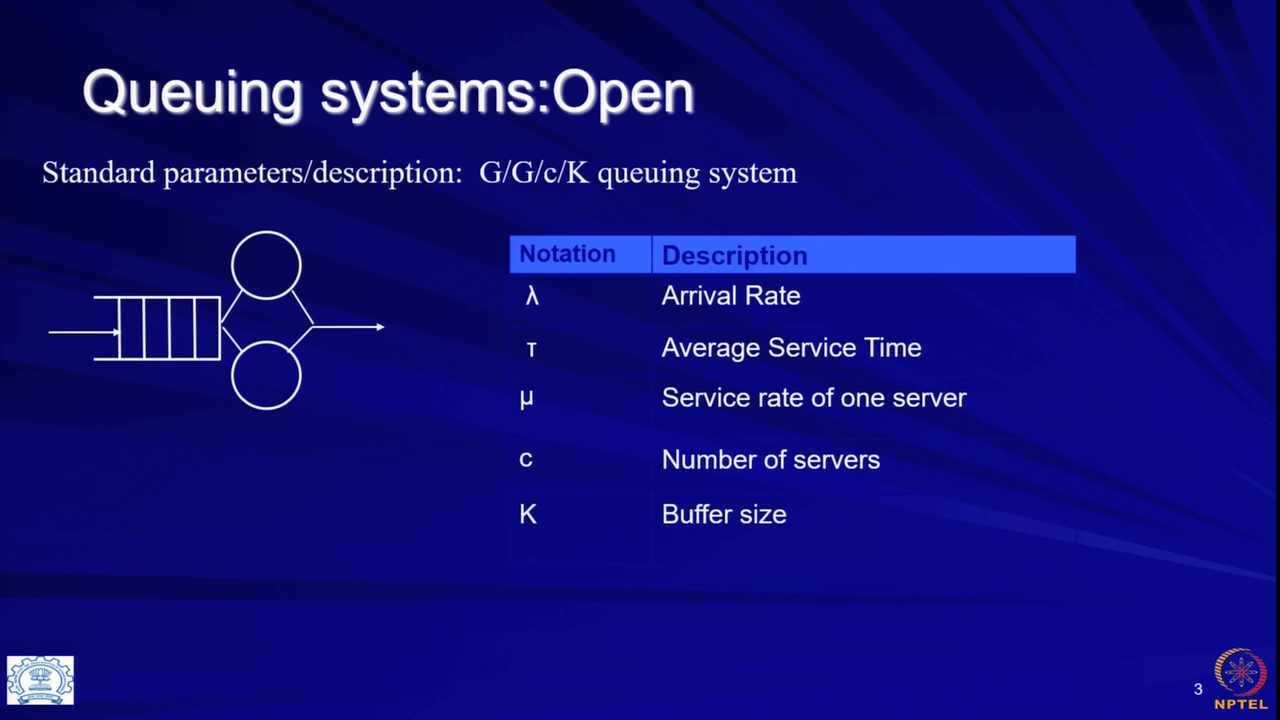 Queuing systems:Open
Standard parameters/description: G/G/c/K queuing system
Notation Description
λ Arrival Rate
τ Average Service Time
μ Service rate of one server
c Number of servers
K Buffer size
3
NPTEL